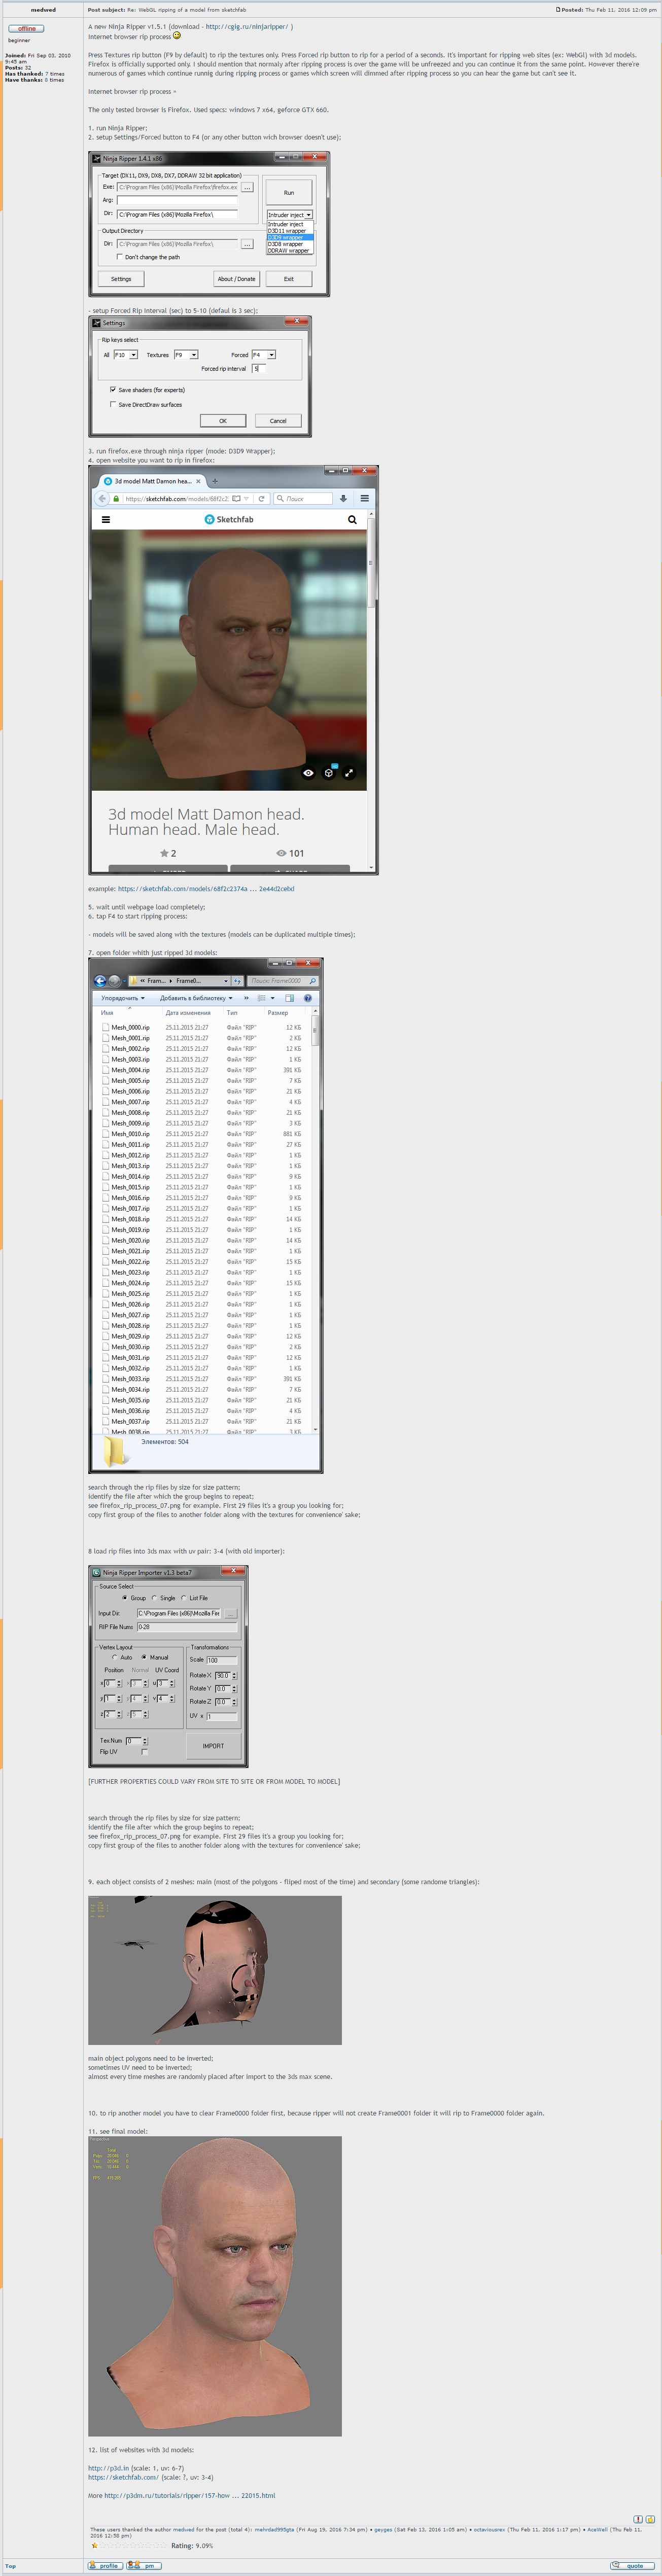 medwed
Post subject: Re: WebGL ripping of a model from sketchfab
Posted: Thu Feb 11, 2016 12:09 pm
offline
beginner
Joined: Fri Sep 03, 2010 9:45 am
Posts: 32
Has thanked: 7 times
Have thanks: 8 times
A new Ninja Ripper v1.5.1 (download - http://cgig.ru/ninjaripper/ )
Internet browser rip process
Press Textures rip button (F9 by default) to rip the textures only. Press Forced rip button to rip for a period of a seconds. It's important for ripping web sites (ex: WebGl) with 3d models.
Firefox is officially supported only. I should mention that normaly after ripping process is over the game will be unfreezed and you can continue it from the same point. However there're
numerous of games which continue runnig during ripping process or games which screen will dimmed after ripping process so you can hear the game but can't see it.
Internet browser rip process -
The only tested browser is Firefox. Used specs: windows 7 x64, geforce GTX 660.
1. run Ninja Ripper;
2. setup Settings/Forced button to F4 (or any other button wich browser doesn't use);
Ninja Ripper 1.4.1 x86
Target (DX11, DX9, DX8, DX7, DDRAW 32 bit application)
Exe: C:\Program Files (x86)\Mozilla Firefox\firefox.ex ...
Arg:
Dir: C:\Program Files (x86)\Mozilla Firefox\
Run
Intruder inject
Intruder inject
D3D11 wrapper
D3D9 wrapper
D3D8 wrapper
DDRAW wrapper
Output Directory
Dir: C:\Program Files (x86)\Mozilla Firefox\ ...
Don't change the path
Settings
About / Donate
Exit
- setup Forced Rip Interval (sec) to 5-10 (defaul is 3 sec);
Settings
Rip keys select
All F10 Textures F9 Forced F4
Forced rip interval 5
Save shaders (for experts)
Save DirectDraw surfaces
OK Cancel
3. run firefox.exe through ninja ripper (mode: D3D9 Wrapper);
4. open website you want to rip in firefox:
3d model Matt Damon hea...
https://sketchfab.com/models/68f2c2
Поиск
Sketchfab
3d model Matt Damon head.
Human head. Male head.
2 101
example: https://sketchfab.com/models/68f2c2374a ... 2e44d2cebd
5. wait until webpage load completely;
6. tap F4 to start ripping process:
- models will be saved along with the textures (models can be duplicated multiple times);
7. open folder whith just ripped 3d models:
« Fram... ▸ Frame0... Поиск: Frame0000
Упорядочить Добавить в библиотеку »
Имя Дата изменения Тип Размер
Mesh_0000.rip 25.11.2015 21:27 Файл "RIP" 12 КБ
Mesh_0001.rip 25.11.2015 21:27 Файл "RIP" 2 КБ
Mesh_0002.rip 25.11.2015 21:27 Файл "RIP" 12 КБ
Mesh_0003.rip 25.11.2015 21:27 Файл "RIP" 1 КБ
Mesh_0004.rip 25.11.2015 21:27 Файл "RIP" 391 КБ
Mesh_0005.rip 25.11.2015 21:27 Файл "RIP" 7 КБ
Mesh_0006.rip 25.11.2015 21:27 Файл "RIP" 21 КБ
Mesh_0007.rip 25.11.2015 21:27 Файл "RIP" 4 КБ
Mesh_0008.rip 25.11.2015 21:27 Файл "RIP" 21 КБ
Mesh_0009.rip 25.11.2015 21:27 Файл "RIP" 3 КБ
Mesh_0010.rip 25.11.2015 21:27 Файл "RIP" 881 КБ
Mesh_0011.rip 25.11.2015 21:27 Файл "RIP" 27 КБ
Mesh_0012.rip 25.11.2015 21:27 Файл "RIP" 1 КБ
Mesh_0013.rip 25.11.2015 21:27 Файл "RIP" 1 КБ
Mesh_0014.rip 25.11.2015 21:27 Файл "RIP" 9 КБ
Mesh_0015.rip 25.11.2015 21:27 Файл "RIP" 1 КБ
Mesh_0016.rip 25.11.2015 21:27 Файл "RIP" 9 КБ
Mesh_0017.rip 25.11.2015 21:27 Файл "RIP" 1 КБ
Mesh_0018.rip 25.11.2015 21:27 Файл "RIP" 14 КБ
Mesh_0019.rip 25.11.2015 21:27 Файл "RIP" 1 КБ
Mesh_0020.rip 25.11.2015 21:27 Файл "RIP" 14 КБ
Mesh_0021.rip 25.11.2015 21:27 Файл "RIP" 1 КБ
Mesh_0022.rip 25.11.2015 21:27 Файл "RIP" 15 КБ
Mesh_0023.rip 25.11.2015 21:27 Файл "RIP" 1 КБ
Mesh_0024.rip 25.11.2015 21:27 Файл "RIP" 15 КБ
Mesh_0025.rip 25.11.2015 21:27 Файл "RIP" 1 КБ
Mesh_0026.rip 25.11.2015 21:27 Файл "RIP" 1 КБ
Mesh_0027.rip 25.11.2015 21:27 Файл "RIP" 1 КБ
Mesh_0028.rip 25.11.2015 21:27 Файл "RIP" 1 КБ
Mesh_0029.rip 25.11.2015 21:27 Файл "RIP" 12 КБ
Mesh_0030.rip 25.11.2015 21:27 Файл "RIP" 2 КБ
Mesh_0031.rip 25.11.2015 21:27 Файл "RIP" 12 КБ
Mesh_0032.rip 25.11.2015 21:27 Файл "RIP" 1 КБ
Mesh_0033.rip 25.11.2015 21:27 Файл "RIP" 391 КБ
Mesh_0034.rip 25.11.2015 21:27 Файл "RIP" 7 КБ
Mesh_0035.rip 25.11.2015 21:27 Файл "RIP" 21 КБ
Mesh_0036.rip 25.11.2015 21:27 Файл "RIP" 4 КБ
Mesh_0037.rip 25.11.2015 21:27 Файл "RIP" 21 КБ
Mesh_0038.rip 25.11.2015 21:27 Файл "RIP" 3 КБ
Элементов: 504
search through the rip files by size for size pattern;
identify the file after which the group begins to repeat;
see firefox_rip_process_07.png for example. First 29 files it's a group you looking for;
copy first group of the files to another folder along with the textures for convenience' sake;
8 load rip files into 3ds max with uv pair: 3-4 (with old importer):
Ninja Ripper Importer v1.3 beta7
Source Select
Group Single List File
Input Dir: C:\Program Files (x86)\Mozilla Firef ...
RIP File Nums 0-28
Vertex Layout
Auto Manual
Position Normal UV Coord
x 0 x 3 u 3
y 1 y 4 v 4
z 2 z 5
Transformations
Scale 100
Rotate X 90.0
Rotate Y 0.0
Rotate Z 0.0
UV x 1
Tex.Num 0
Flip UV
IMPORT
[FURTHER PROPERTIES COULD VARY FROM SITE TO SITE OR FROM MODEL TO MODEL]
search through the rip files by size for size pattern;
identify the file after which the group begins to repeat;
see firefox_rip_process_07.png for example. First 29 files it's a group you looking for;
copy first group of the files to another folder along with the textures for convenience' sake;
9. each object consists of 2 meshes: main (most of the polygons - fliped most of the time) and secondary (some randome triangles):
main object polygons need to be inverted;
sometimes UV need to be inverted;
almost every time meshes are randomly placed after import to the 3ds max scene.
10. to rip another model you have to clear Frame0000 folder first, because ripper will not create Frame0001 folder it will rip to Frame0000 folder again.
11. see final model:
12. list of websites with 3d models:
http://p3d.in (scale: 1, uv: 6-7)
https://sketchfab.com/ (scale: ?, uv: 3-4)
More http://p3dm.ru/tutorials/ripper/157-how ... 22015.html
These users thanked the author medwed for the post (total 4): mehrdad995gta (Fri Aug 19, 2016 7:34 pm) • geyges (Sat Feb 13, 2016 1:05 am) • octaviousrex (Thu Feb 11, 2016 1:17 pm) • AceWell (Thu Feb 11,
2016 12:50 pm)
Rating: 9.09%
Top
profile
pm
quote